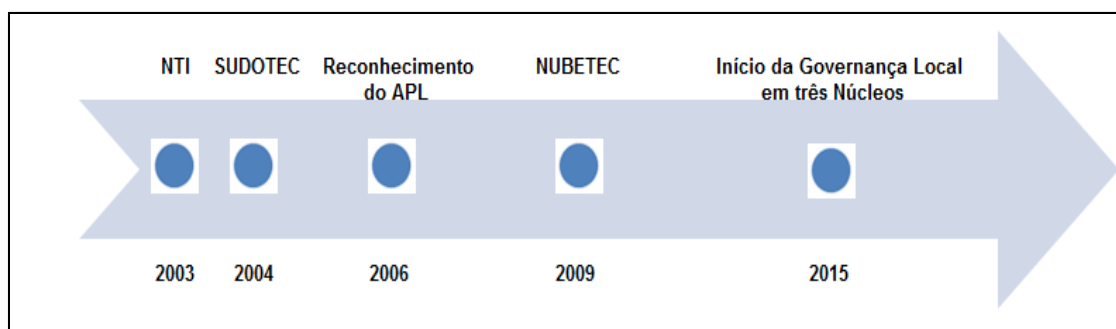 NTI SUDOTEC Reconhecimento NUBETEC Início da Governança Local
do APL em três Núcleos
2003 2004 2006 2009 2015